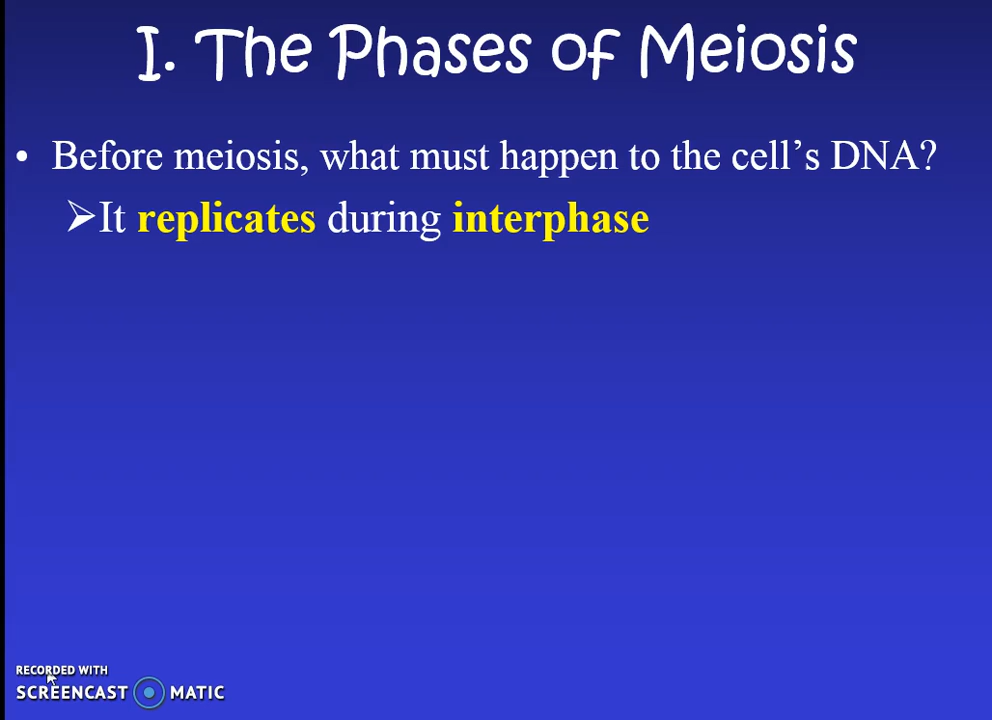 I. The Phases of Meiosis
• Before meiosis, what must happen to the cell’s DNA?
➢It replicates during interphase
RECORDED WITH
SCREENCAST MATIC